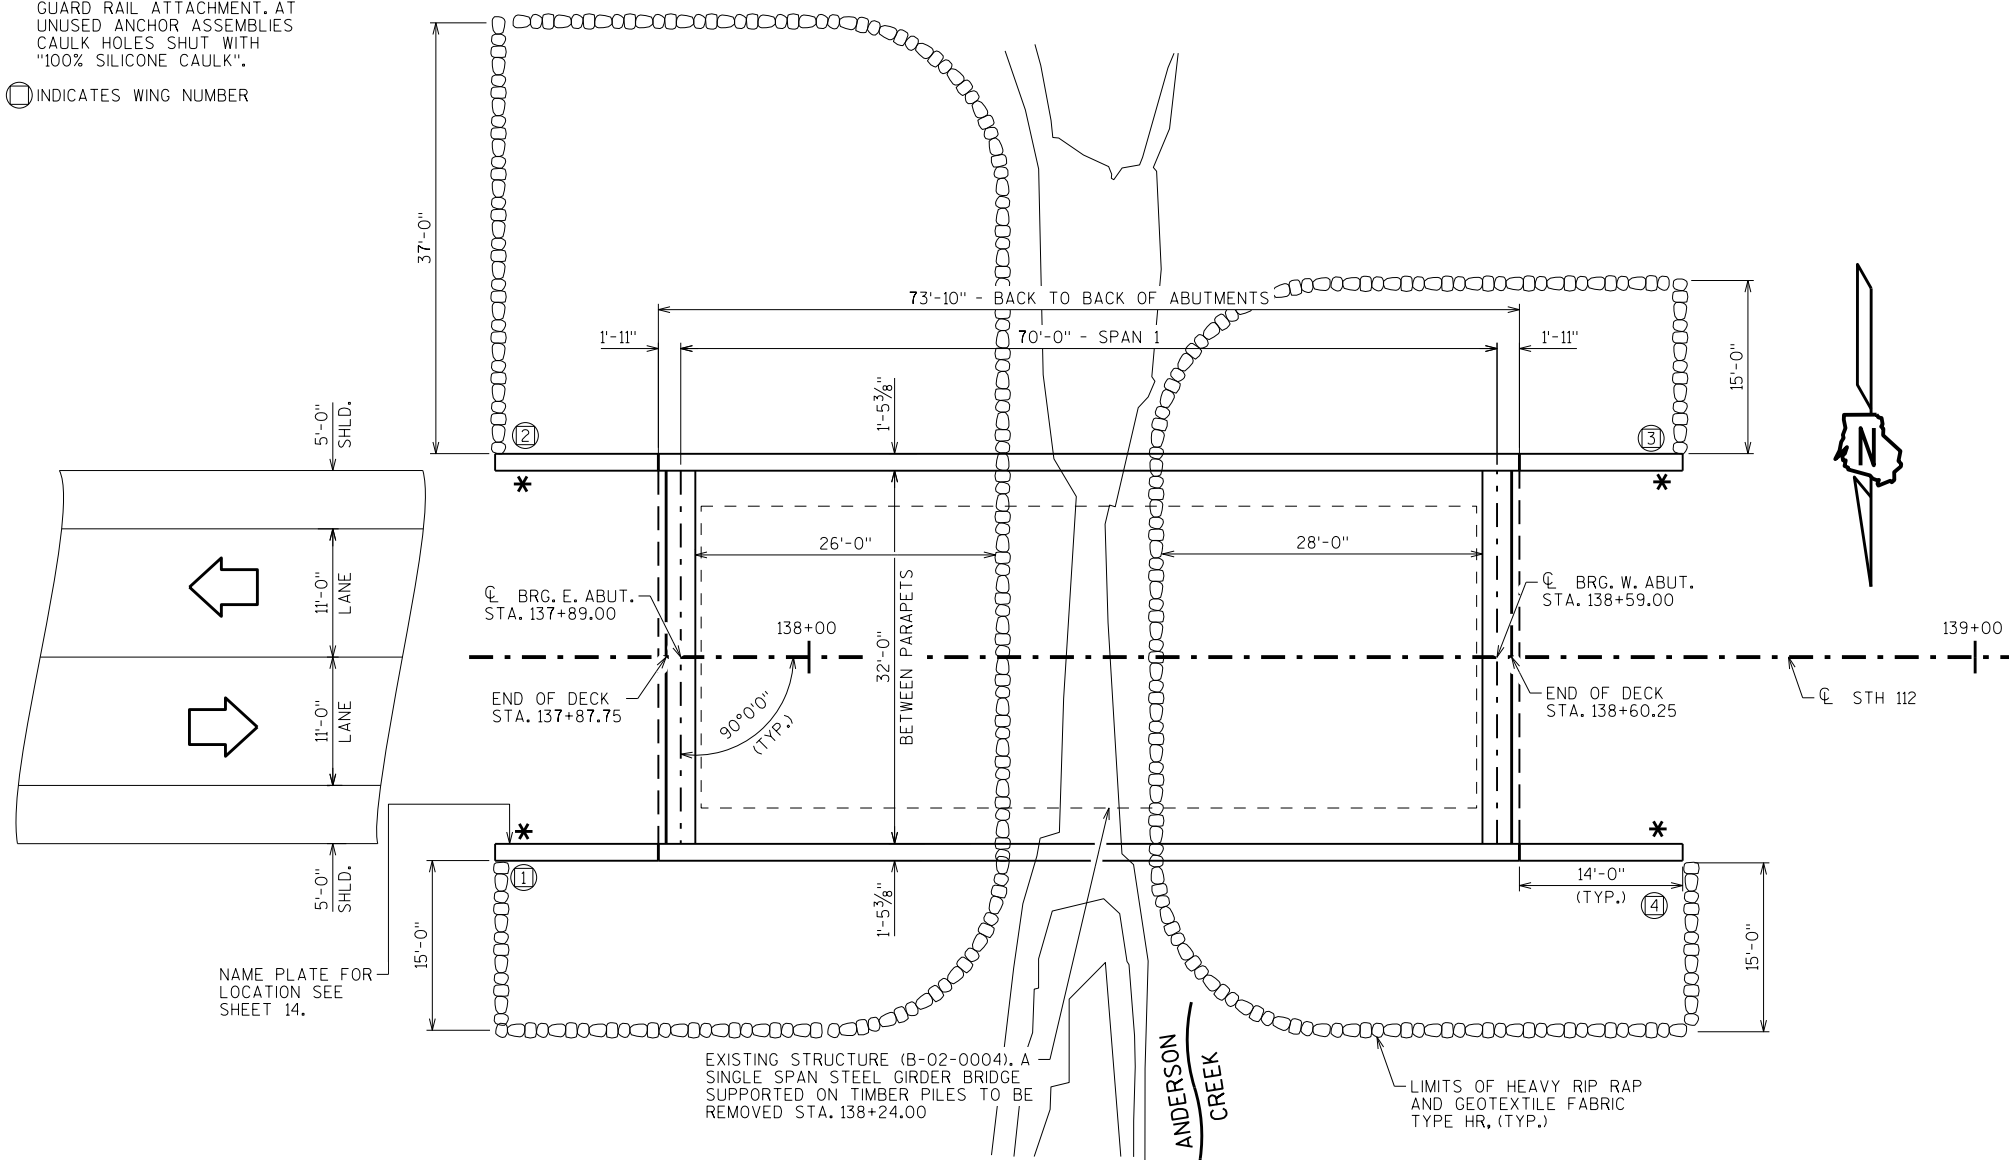 GUARD RAIL ATTACHMENT. AT
UNUSED ANCHOR ASSEMBLIES
CAULK HOLES SHUT WITH
"100% SILICONE CAULK".
INDICATES WING NUMBER
37'-0"
73'-10" - BACK TO BACK OF ABUTMENTS
1'-11"
70'-0" - SPAN 1
1'-11"
15'-0"
1'-5⅜"
5'-0"
SHLD.
2
3
N
*
*
26'-0"
28'-0"
11'-0"
LANE
℄ BRG. E. ABUT.
STA. 137+89.00
℄ BRG. W. ABUT.
STA. 138+59.00
138+00
139+00
32'-0"
BETWEEN PARAPETS
END OF DECK
STA. 137+87.75
90°0'0"
(TYP.)
END OF DECK
STA. 138+60.25
℄ STH 112
11'-0"
LANE
*
*
5'-0"
SHLD.
1
1'-5⅜"
14'-0"
(TYP.)
4
15'-0"
15'-0"
NAME PLATE FOR
LOCATION SEE
SHEET 14.
EXISTING STRUCTURE (B-02-0004). A
SINGLE SPAN STEEL GIRDER BRIDGE
SUPPORTED ON TIMBER PILES TO BE
REMOVED STA. 138+24.00
ANDERSON
CREEK
LIMITS OF HEAVY RIP RAP
AND GEOTEXTILE FABRIC
TYPE HR, (TYP.)